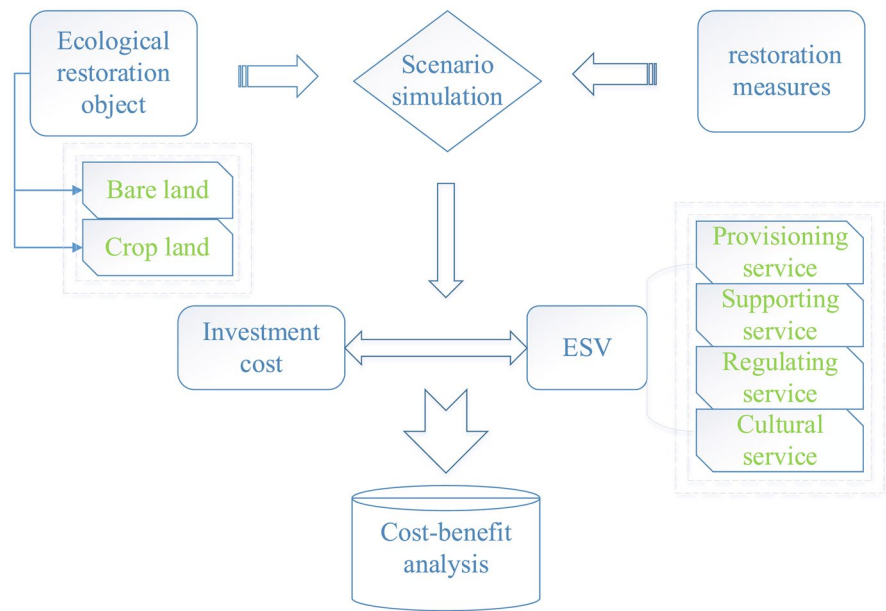 Ecological
restoration
object
Scenario
simulation
restoration
measures
Bare land
Crop land
Provisioning
service
Supporting
service
Regulating
service
Cultural
service
Investment
cost
ESV
Cost-benefit
analysis